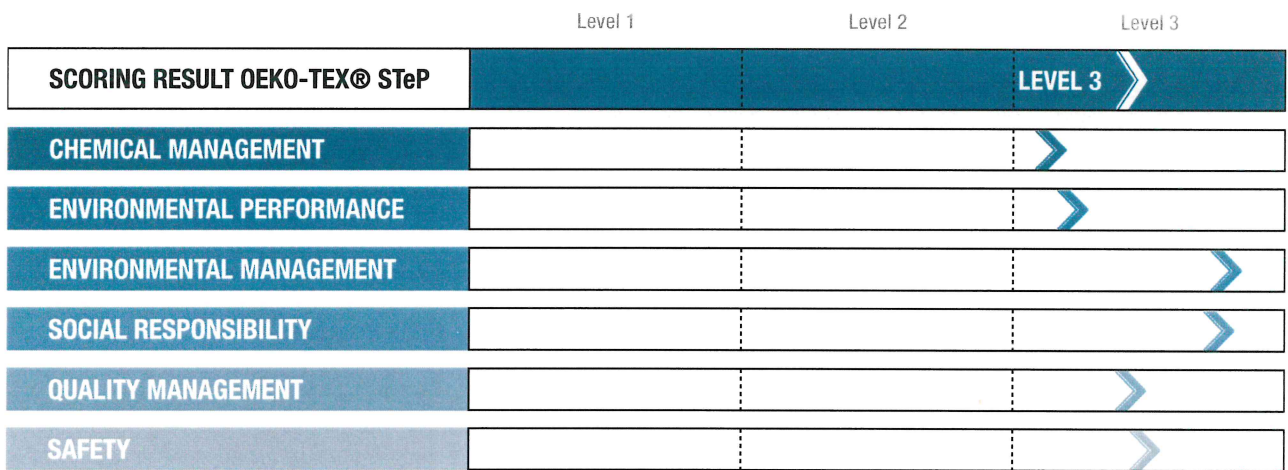 Level 1 Level 2 Level 3
SCORING RESULT OEKO-TEX® STeP LEVEL 3
CHEMICAL MANAGEMENT
ENVIRONMENTAL PERFORMANCE
ENVIRONMENTAL MANAGEMENT
SOCIAL RESPONSIBILITY
QUALITY MANAGEMENT
SAFETY